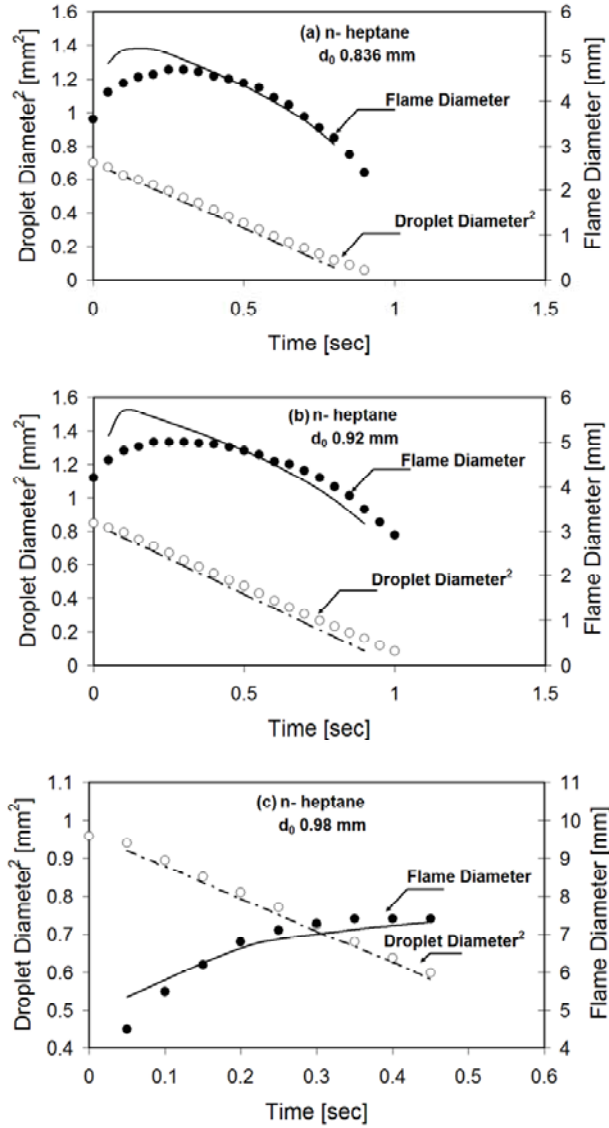 1.6
1.4
1.2
1
0.8
0.6
0.4
0.2
0
Droplet Diameter² [mm²]
(a) n- heptane
d₀ 0.836 mm
Flame Diameter
Droplet Diameter²
6
5
4
3
2
1
0
Flame Diameter [mm]
0 0.5 1 1.5
Time [sec]
1.6
1.4
1.2
1
0.8
0.6
0.4
0.2
0
Droplet Diameter² [mm²]
(b) n- heptane
d₀ 0.92 mm
Flame Diameter
Droplet Diameter²
6
5
4
3
2
1
0
Flame Diameter [mm]
0 0.5 1 1.5
Time [sec]
1.1
1
0.9
0.8
0.7
0.6
0.5
0.4
Droplet Diameter² [mm²]
(c) n- heptane
d₀ 0.98 mm
Flame Diameter
Droplet Diameter²
11
10
9
8
7
6
5
4
Flame Diameter [mm]
0 0.1 0.2 0.3 0.4 0.5 0.6
Time [sec]